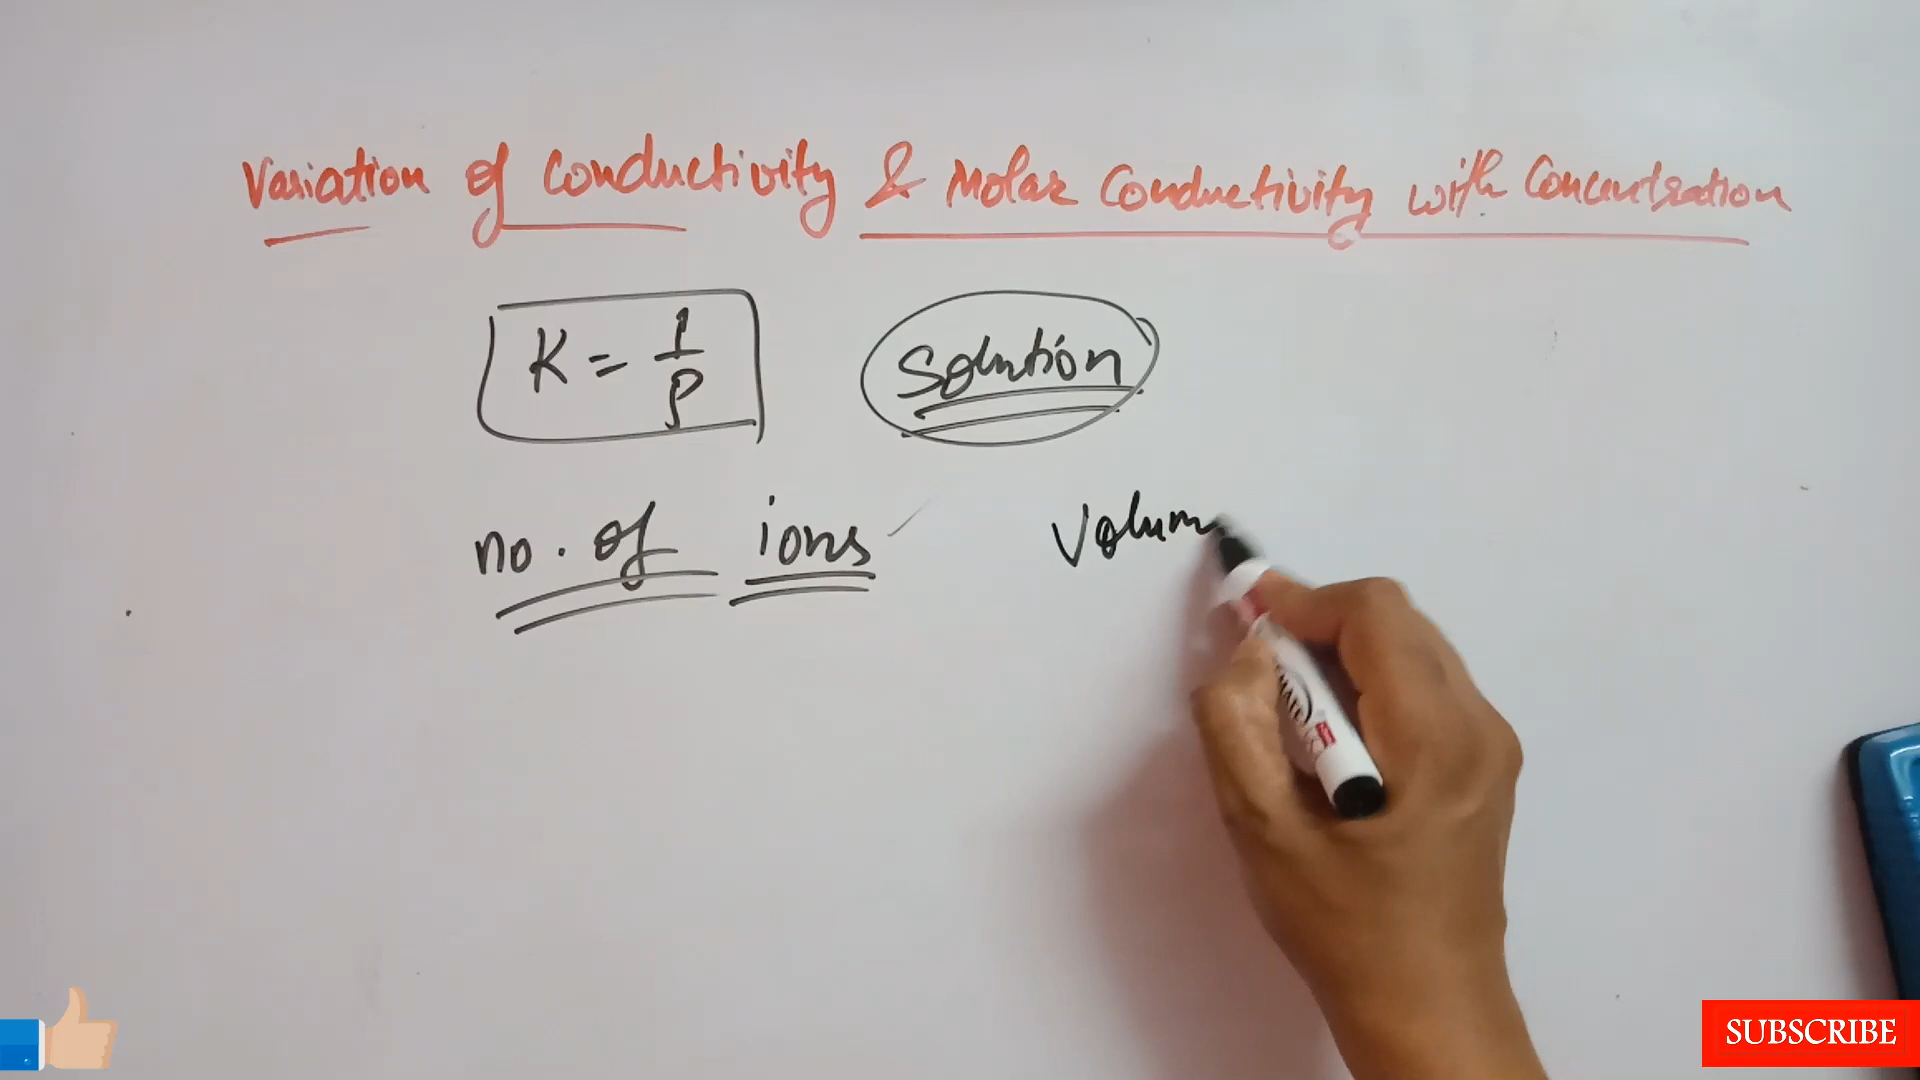 Variation of Conductivity & Molar Conductivity with Concentration
K = 1/ρ
Solution
no. of ions
Volum
SUBSCRIBE